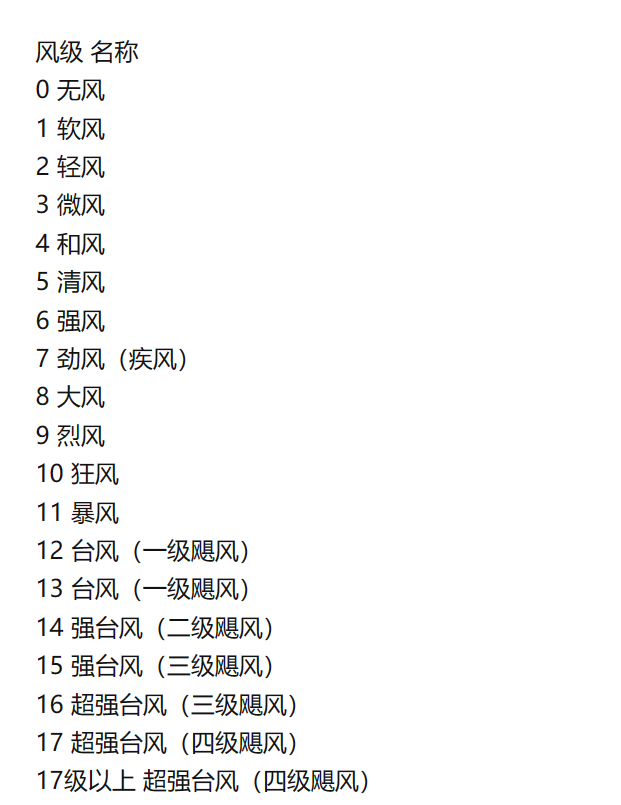 风级 名称
0 无风
1 软风
2 轻风
3 微风
4 和风
5 清风
6 强风
7 劲风（疾风）
8 大风
9 烈风
10 狂风
11 暴风
12 台风（一级飓风）
13 台风（一级飓风）
14 强台风（二级飓风）
15 强台风（三级飓风）
16 超强台风（三级飓风）
17 超强台风（四级飓风）
17级以上 超强台风（四级飓风）